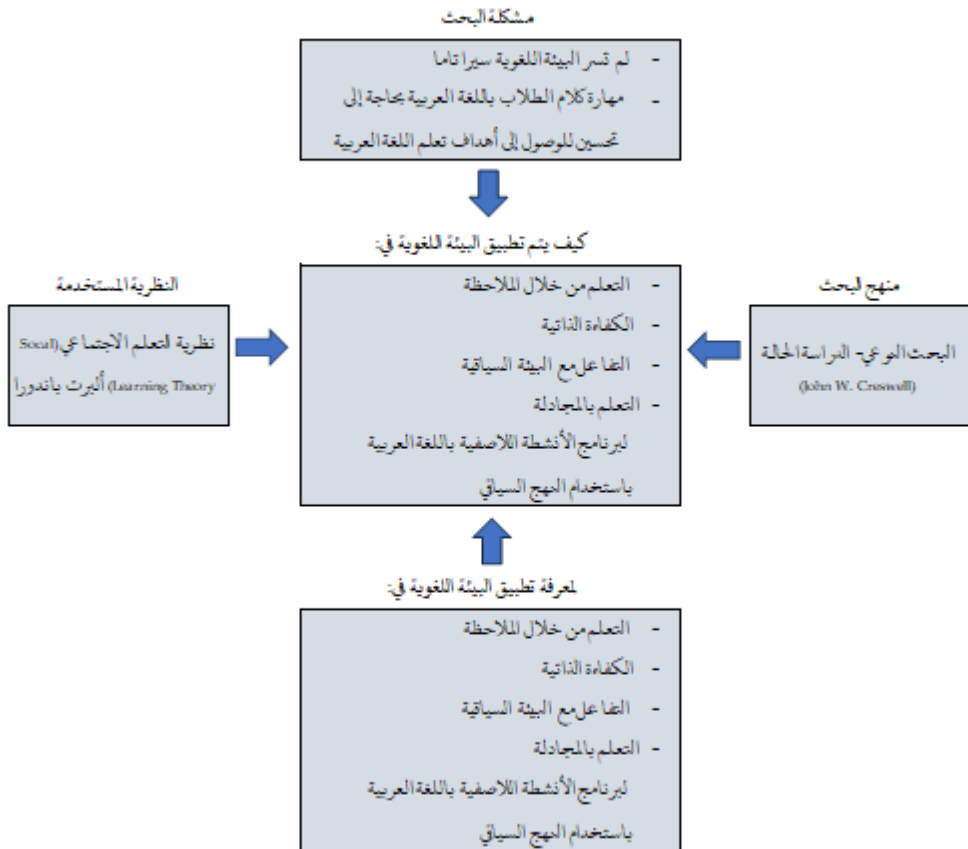 مشكلة البحث
- لم تسر البيئة اللغوية سيرا تاما
- مهارة كلام الطلاب باللغة العربية بحاجة إلى
تحسين للوصول إلى أهداف تعلم اللغة العربية
كيف يتم تطبيق البيئة اللغوية في:
- التعلم من خلال الملاحظة
- الكفاءة الذاتية
- التفاعل مع البيئة السياقية
- التعلم بالمجادلة
لبرنامج الأنشطة اللاصفية باللغة العربية
باستخدام النهج السياقي
منهج البحث
البحث النوعي- الدراسة الحالة
(John W. Creswell)
النظرية المستخدمة
نظرية التعلم الاجتماعي (Socal
Learning Theory) ألبرت باندورا
لمعرفة تطبيق البيئة اللغوية في:
- التعلم من خلال الملاحظة
- الكفاءة الذاتية
- التفاعل مع البيئة السياقية
- التعلم بالمجادلة
لبرنامج الأنشطة اللاصفية باللغة العربية
باستخدام النهج السياقي